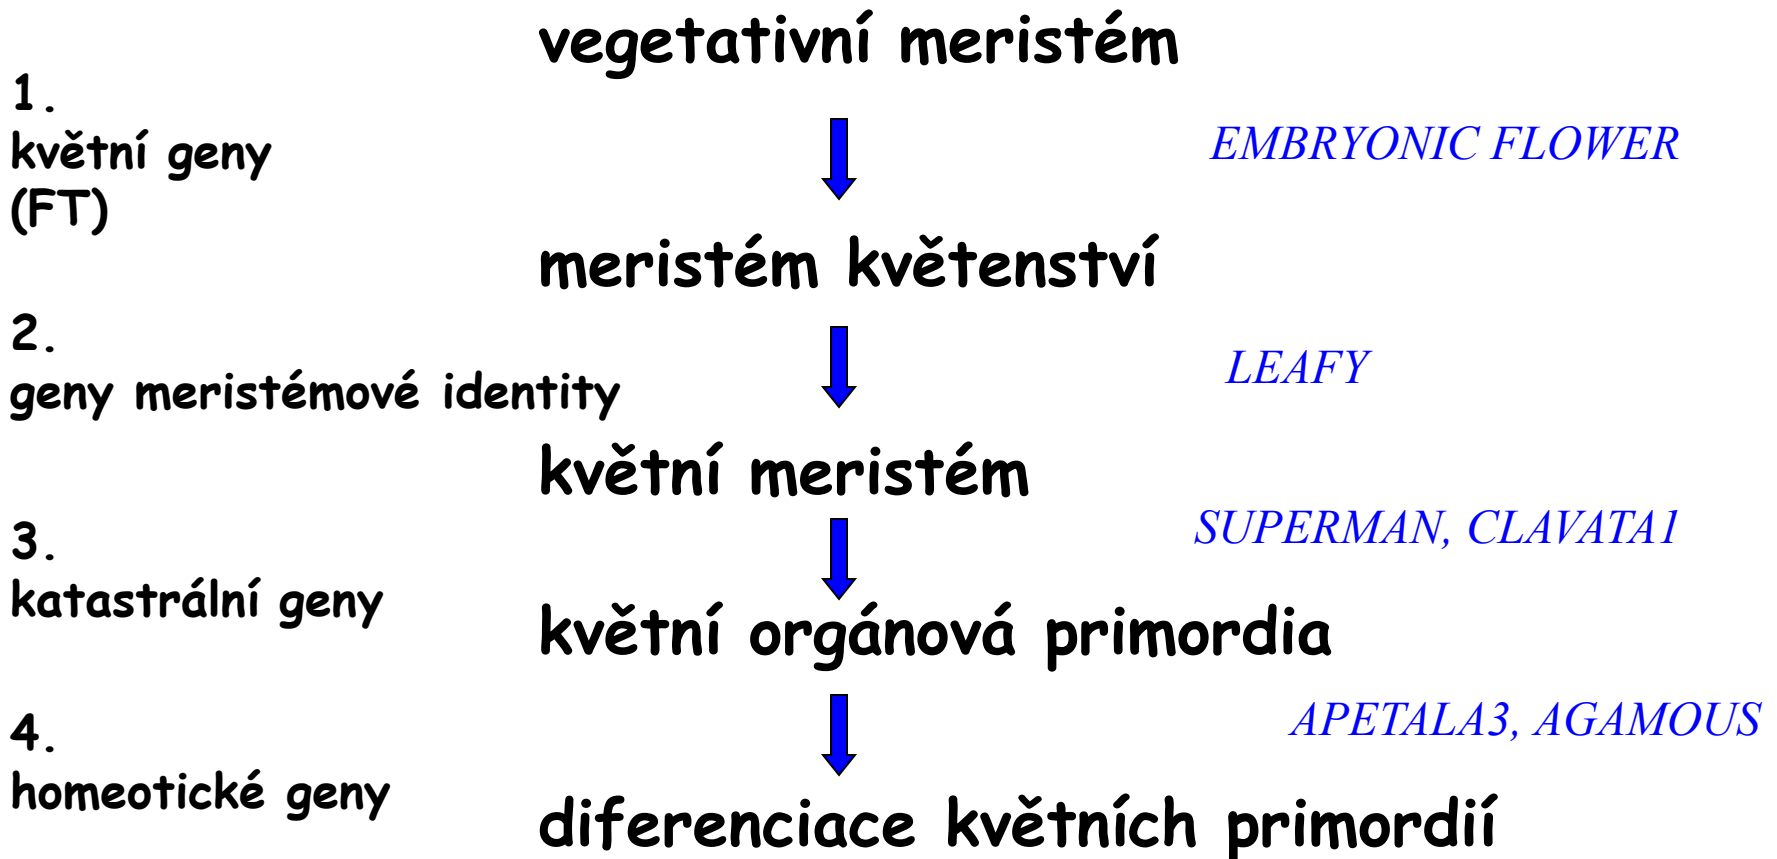 vegetativní meristém
1.
květní geny
(FT)
EMBRYONIC FLOWER
meristém květenství
2.
geny meristémové identity
LEAFY
květní meristém
3.
katastrální geny
SUPERMAN, CLAVATA1
květní orgánová primordia
4.
homeotické geny
APETALA3, AGAMOUS
diferenciace květních primordií